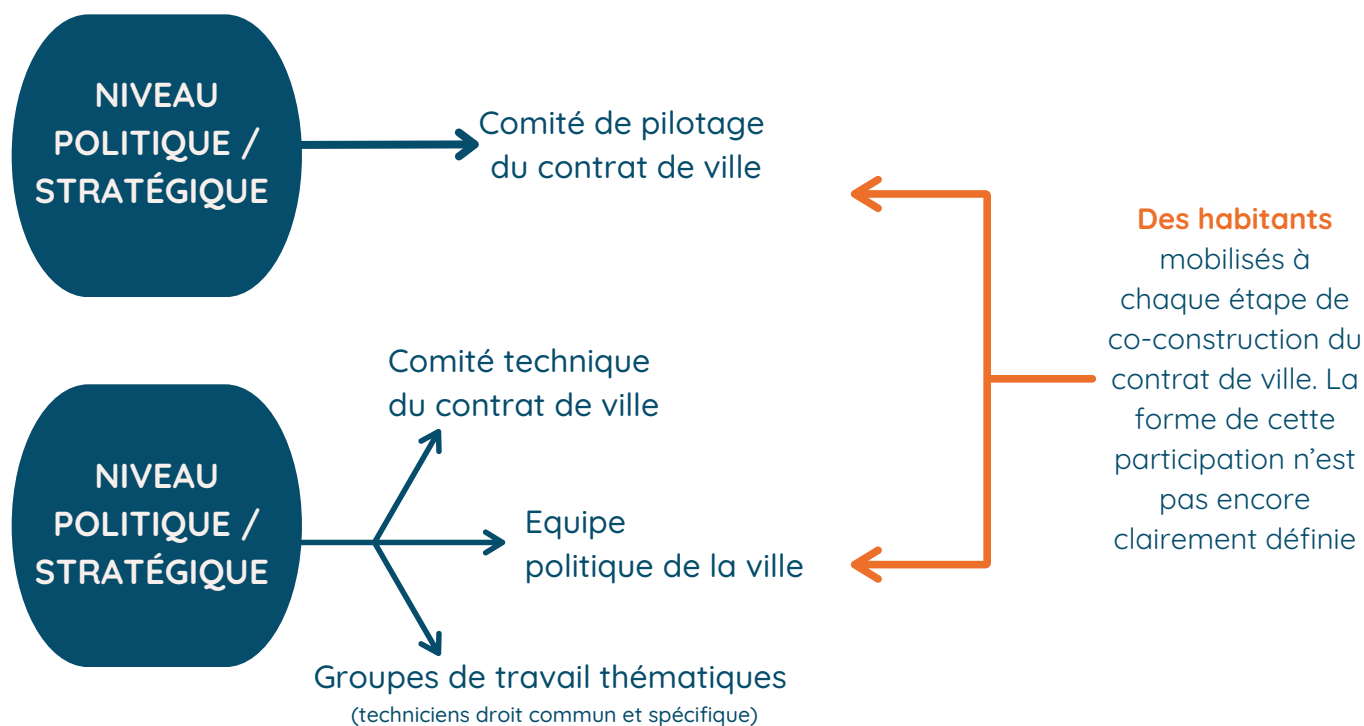 NIVEAU
POLITIQUE /
STRATÉGIQUE
Comité de pilotage
du contrat de ville
Des habitants
mobilisés à
chaque étape de
co-construction du
contrat de ville. La
forme de cette
participation n’est
pas encore
clairement définie
NIVEAU
POLITIQUE /
STRATÉGIQUE
Comité technique
du contrat de ville
Equipe
politique de la ville
Groupes de travail thématiques
(techniciens droit commun et spécifique)